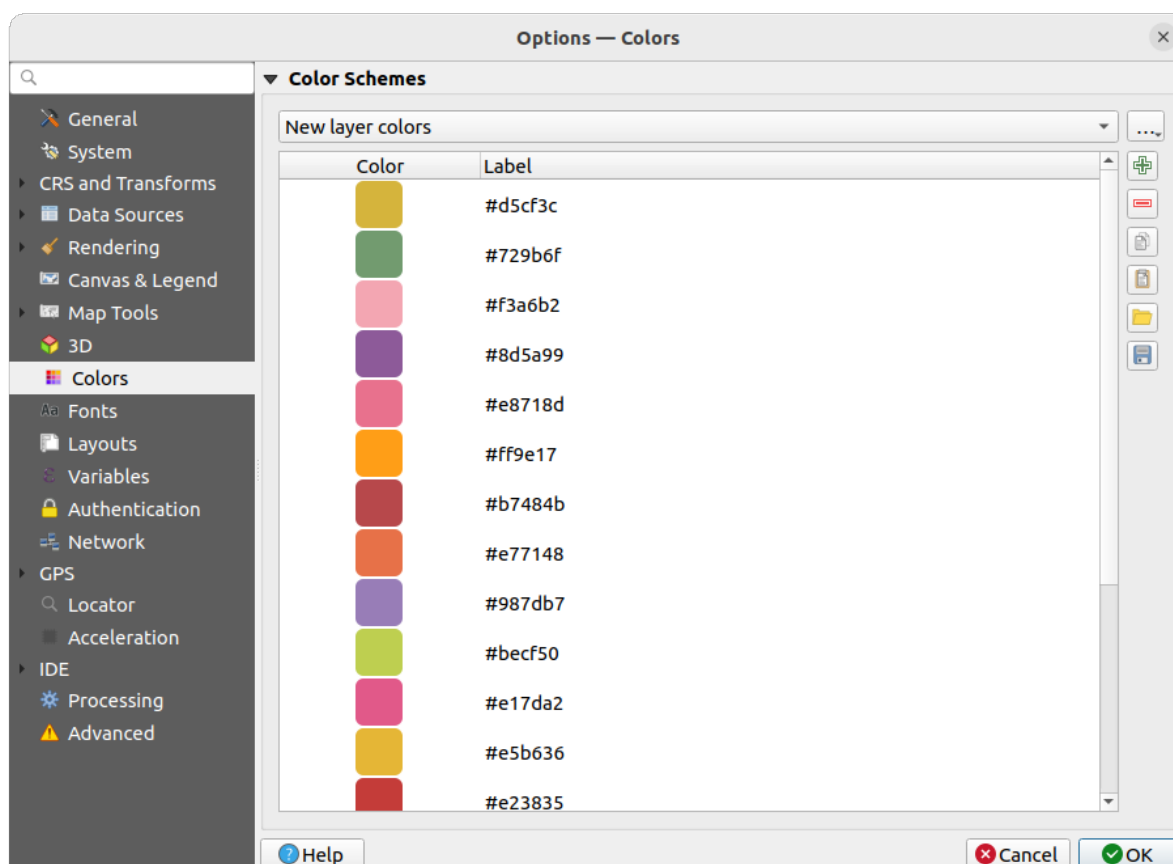 Options — Colors
Color Schemes
General
System
CRS and Transforms
Data Sources
Rendering
Canvas & Legend
Map Tools
3D
Colors
Fonts
Layouts
Variables
Authentication
Network
GPS
Locator
Acceleration
IDE
Processing
Advanced
New layer colors
...
Color Label
#d5cf3c
#729b6f
#f3a6b2
#8d5a99
#e8718d
#ff9e17
#b7484b
#e77148
#987db7
#becf50
#e17da2
#e5b636
#e23835
Help
Cancel
OK